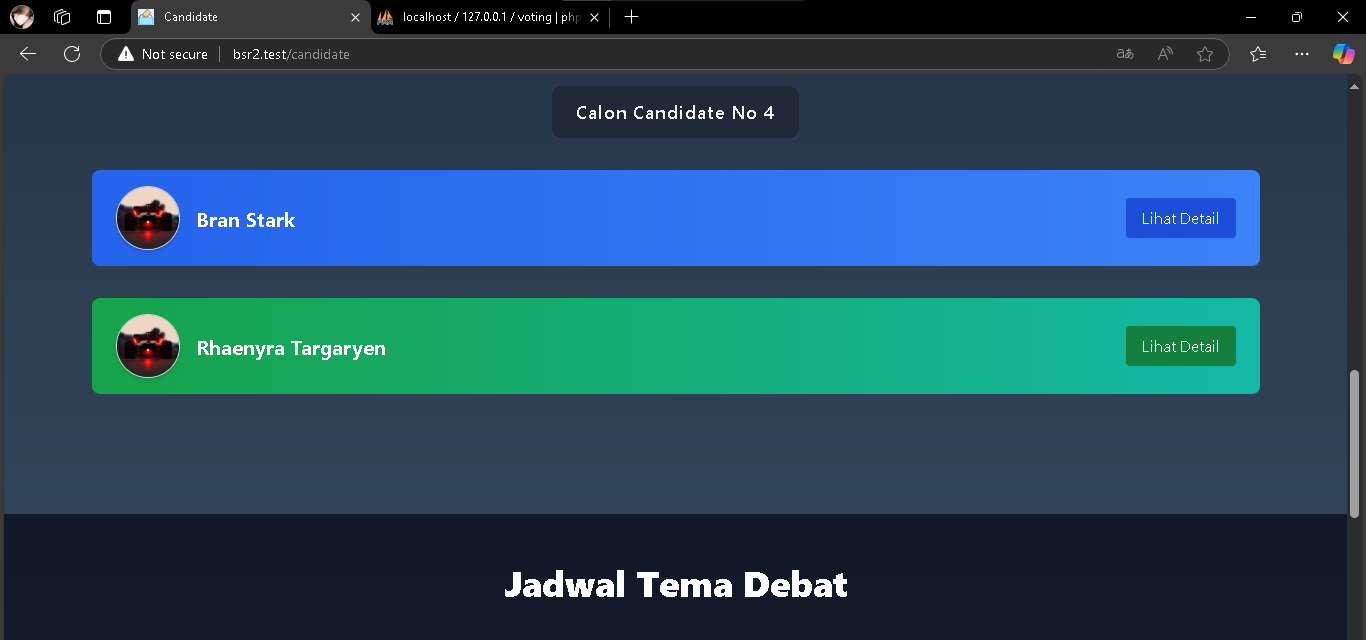 Candidate
localhost / 127.0.0.1 / voting | php
Not secure
bsr2.test/candidate
Calon Candidate No 4
Bran Stark
Lihat Detail
Rhaenyra Targaryen
Lihat Detail
Jadwal Tema Debat